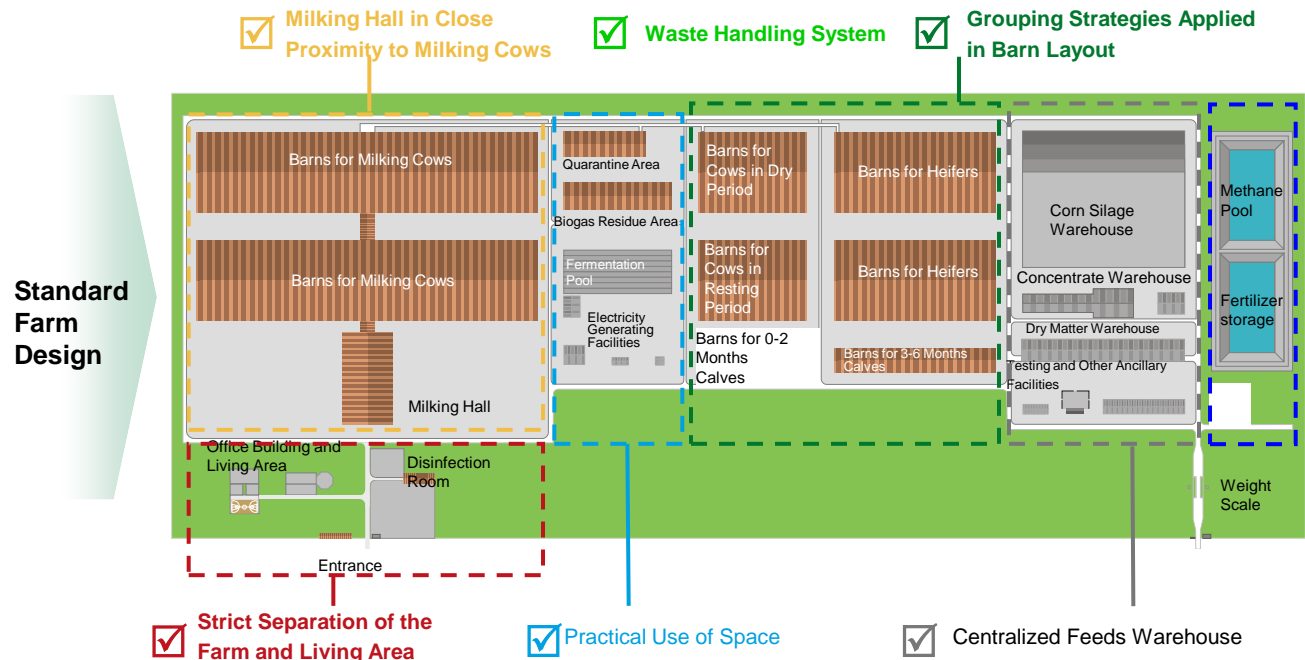 Milking Hall in Close
Proximity to Milking Cows
Waste Handling System
Grouping Strategies Applied
in Barn Layout
Standard
Farm
Design
Barns for Milking Cows
Barns for Milking Cows
Milking Hall
Quarantine Area
Biogas Residue Area
Fermentation
Pool
Electricity
Generating
Facilities
Barns for
Cows in Dry
Period
Barns for
Cows in
Resting
Period
Barns for 0-2
Months
Calves
Barns for Heifers
Barns for Heifers
Barns for 3-6 Months
Calves
Corn Silage
Warehouse
Concentrate Warehouse
Dry Matter Warehouse
Testing and Other Ancillary
Facilities
Methane
Pool
Fertilizer
storage
Office Building and
Living Area
Disinfection
Room
Entrance
Weight
Scale
Strict Separation of the
Farm and Living Area
Practical Use of Space
Centralized Feeds Warehouse